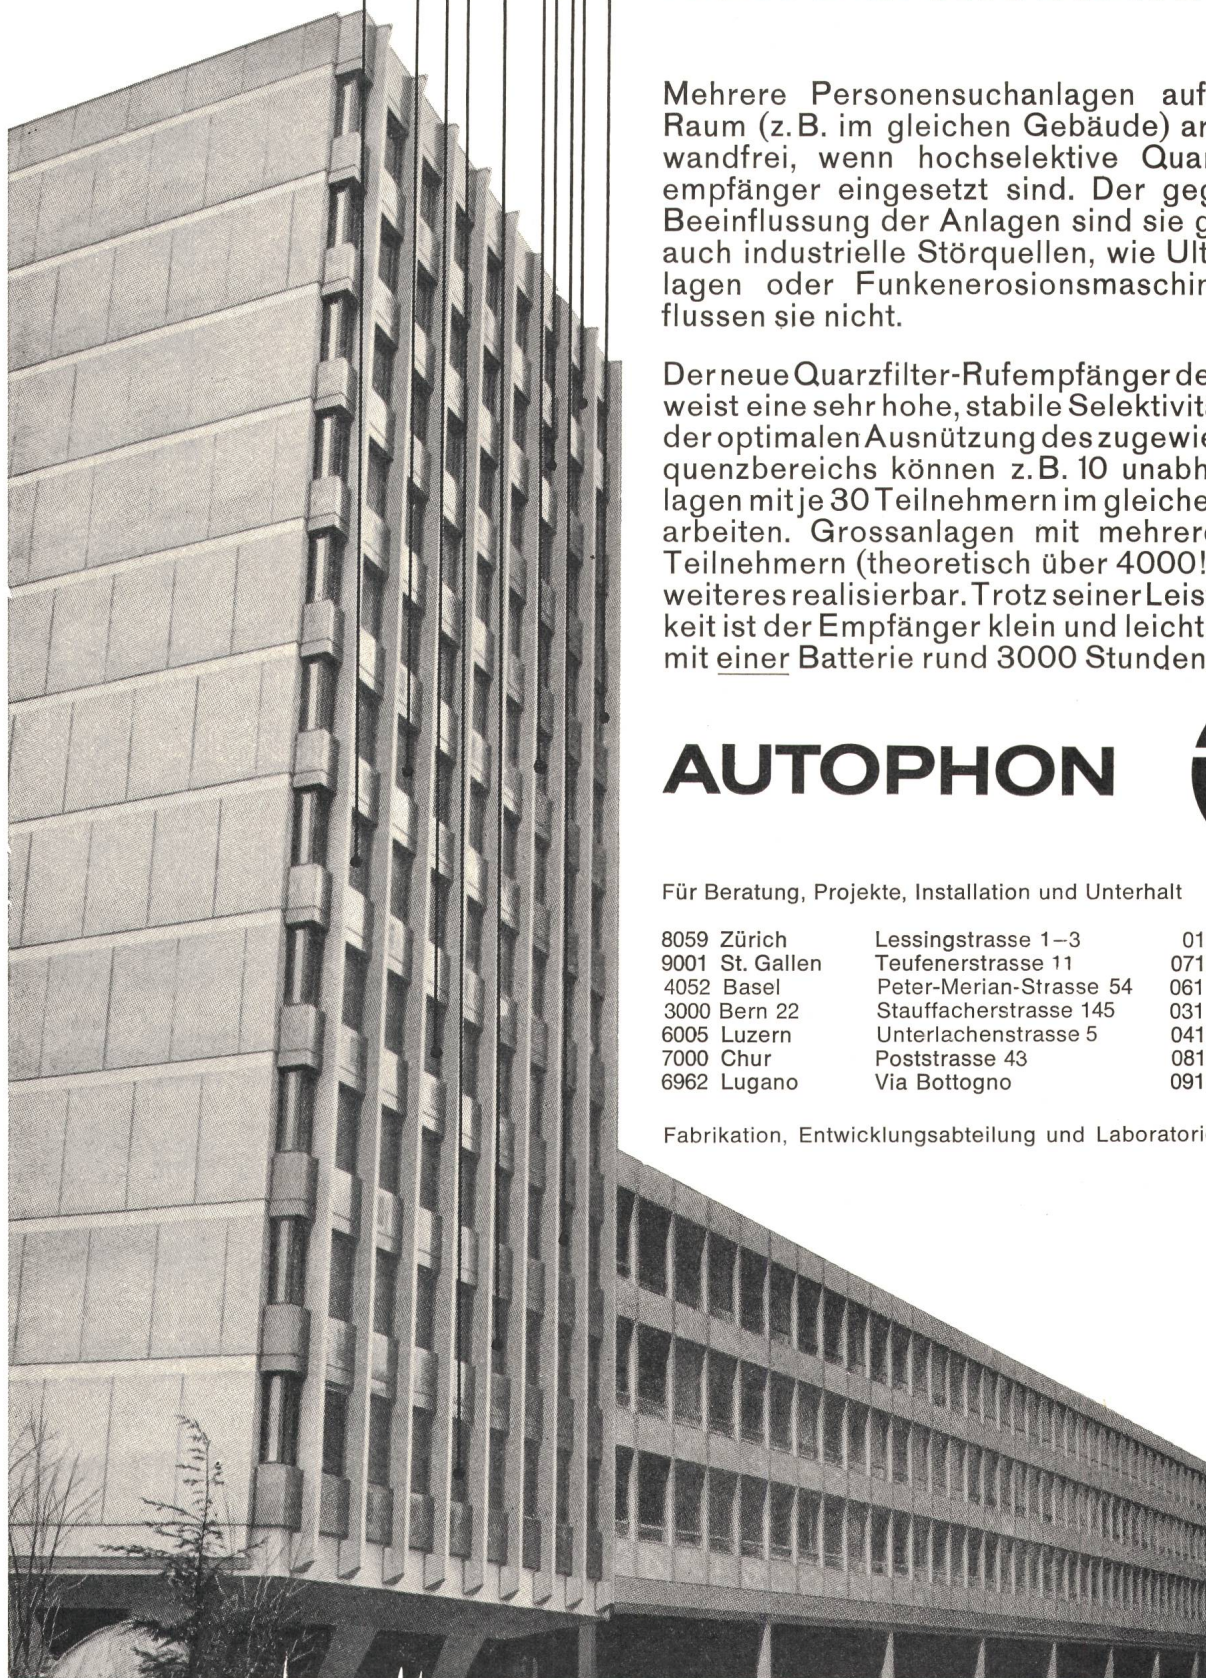 Mehrere Personensuchanlagen auf
Raum (z.B. im gleichen Gebäude) ar
wandfrei, wenn hochselektive Quar
empfänger eingesetzt sind. Der geg
Beeinflussung der Anlagen sind sie g
auch industrielle Störquellen, wie Ult
lagen oder Funkenerosionsmaschin
flussen sie nicht.
Der neue Quarzfilter-Rufempfänger de
weist eine sehr hohe, stabile Selektivit
der optimalen Ausnützung des zugewie
quenzbereichs können z.B. 10 unabh
lagen mit je 30 Teilnehmern im gleiche
arbeiten. Grossanlagen mit mehrer
Teilnehmern (theoretisch über 4000!
weiteres realisierbar. Trotz seiner Leis
keit ist der Empfänger klein und leicht
mit einer Batterie rund 3000 Stunden
AUTOPHON
Für Beratung, Projekte, Installation und Unterhalt
8059 Zürich Lessingstrasse 1–3 01
9001 St. Gallen Teufenerstrasse 11 071
4052 Basel Peter-Merian-Strasse 54 061
3000 Bern 22 Stauffacherstrasse 145 031
6005 Luzern Unterlachenstrasse 5 041
7000 Chur Poststrasse 43 081
6962 Lugano Via Bottogno 091
Fabrikation, Entwicklungsabteilung und Laboratori